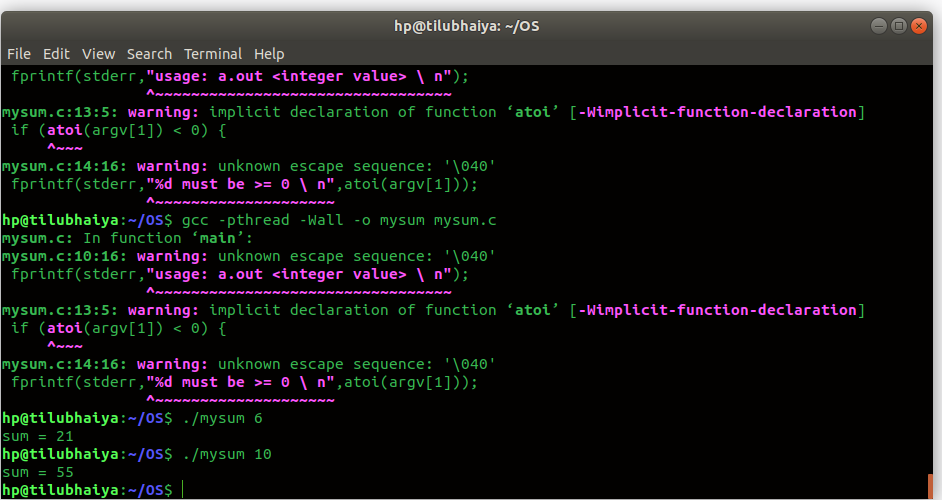 hp@tilubhaiya: ~/OS
File Edit View Search Terminal Help
fprintf(stderr,"usage: a.out <integer value> \ n");
^~~~~~~~~~~~~~~~~~~~~~~~~~~~~~~~~
mysum.c:13:5: warning: implicit declaration of function ‘atoi’ [-Wimplicit-function-declaration]
if (atoi(argv[1]) < 0) {
^~~~
mysum.c:14:16: warning: unknown escape sequence: '\040'
fprintf(stderr,"%d must be >= 0 \ n",atoi(argv[1]));
^~~~~~~~~~~~~~~~~~~~
hp@tilubhaiya:~/OS$ gcc -pthread -Wall -o mysum mysum.c
mysum.c: In function ‘main’:
mysum.c:10:16: warning: unknown escape sequence: '\040'
fprintf(stderr,"usage: a.out <integer value> \ n");
^~~~~~~~~~~~~~~~~~~~~~~~~~~~~~~~~
mysum.c:13:5: warning: implicit declaration of function ‘atoi’ [-Wimplicit-function-declaration]
if (atoi(argv[1]) < 0) {
^~~~
mysum.c:14:16: warning: unknown escape sequence: '\040'
fprintf(stderr,"%d must be >= 0 \ n",atoi(argv[1]));
^~~~~~~~~~~~~~~~~~~~
hp@tilubhaiya:~/OS$ ./mysum 6
sum = 21
hp@tilubhaiya:~/OS$ ./mysum 10
sum = 55
hp@tilubhaiya:~/OS$